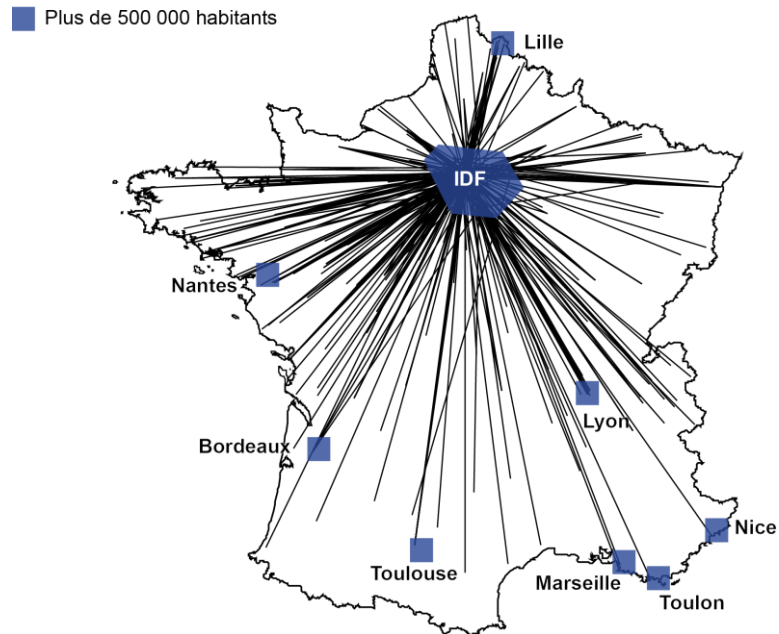 Plus de 500 000 habitants
Lille
IDF
Nantes
Lyon
Bordeaux
Nice
Toulouse
Marseille
Toulon